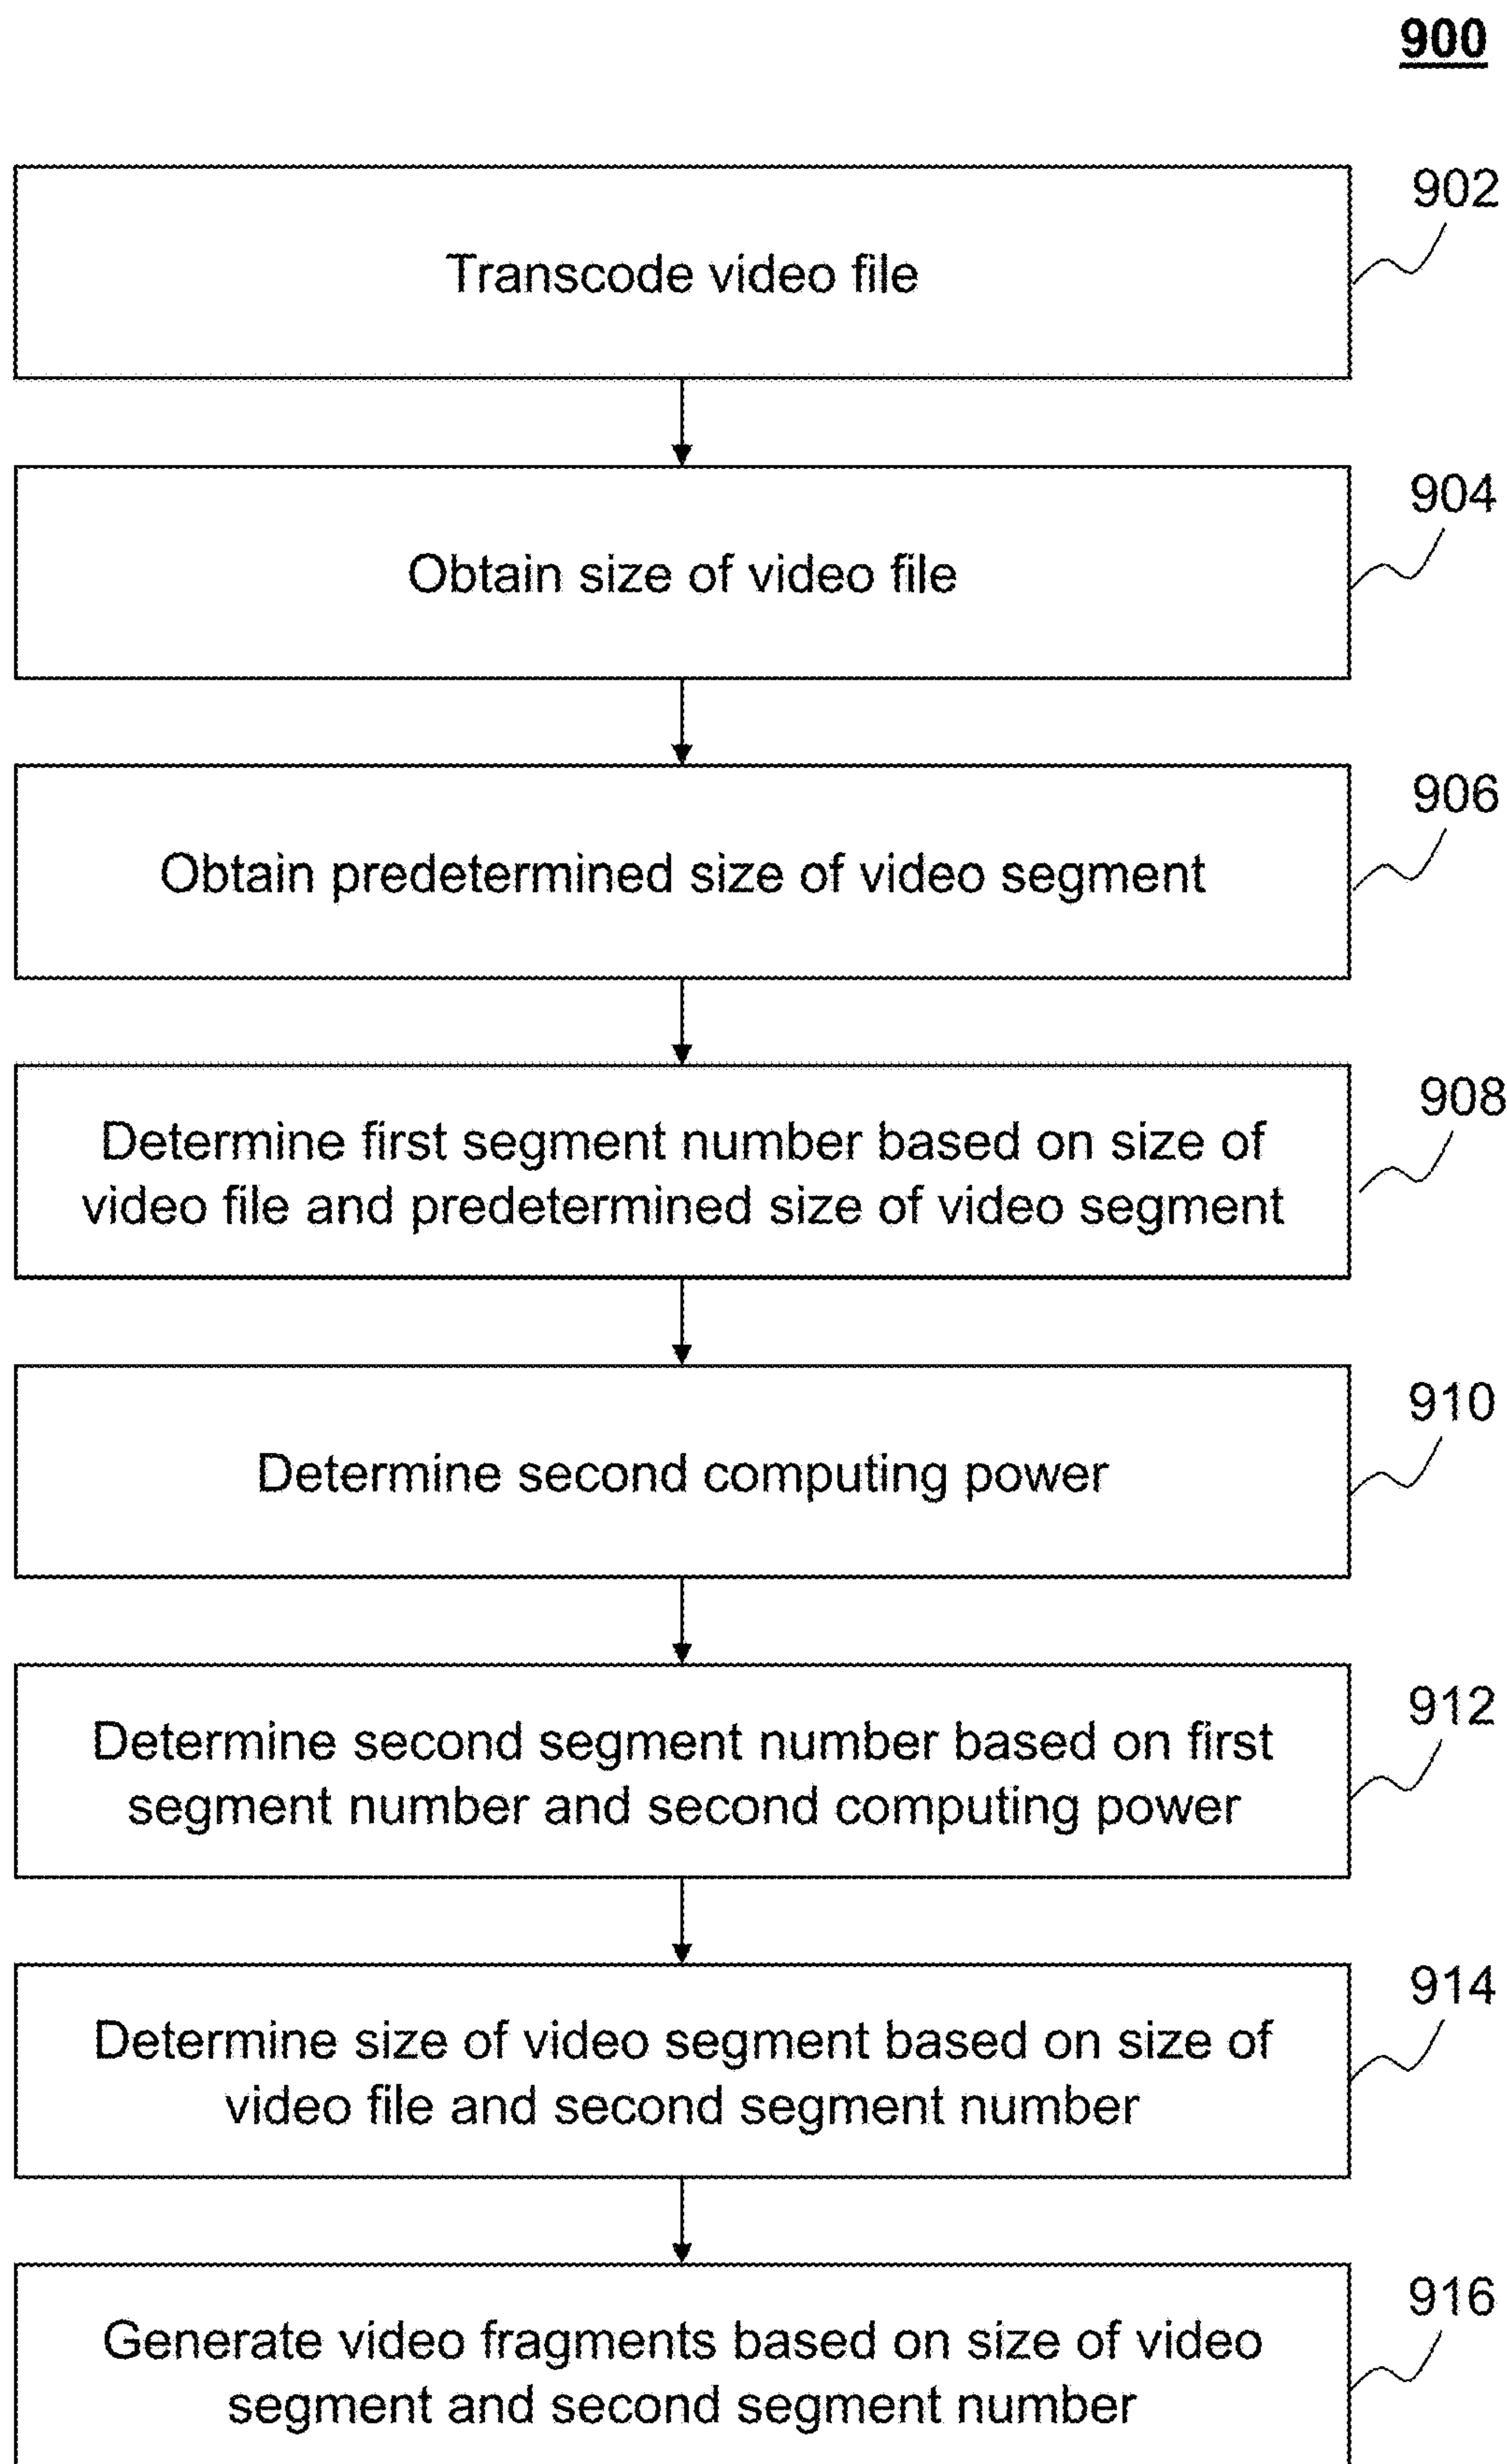 900
902
Transcode video file
904
Obtain size of video file
906
Obtain predetermined size of video segment
908
Determine first segment number based on size of
video file and predetermined size of video segment
910
Determine second computing power
912
Determine second segment number based on first
segment number and second computing power
914
Determine size of video segment based on size of
video file and second segment number
916
Generate video fragments based on size of video
segment and second segment number